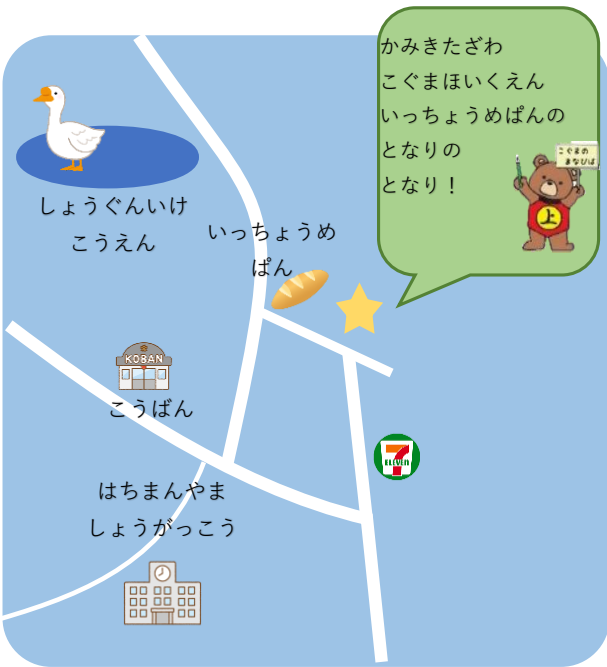 かみきたざわ
こぐまほいくえん
いっちょうめぱんの
となりの
となり！
こぐまの
まなびば
上
しょうぐんいけ
こうえん
いっちょうめ
ぱん
KOBAN
こうばん
7
ELEVEN
はちまんやま
しょうがっこう